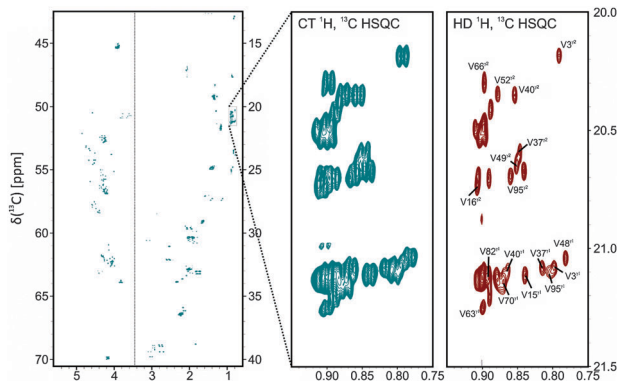 CT ¹H, ¹³C HSQC
HD ¹H, ¹³C HSQC
δ(¹³C) [ppm]
45
50
55
60
65
70
15
20
25
30
35
40
5
4
3
2
1
0.90
0.85
0.80
0.75
0.90
0.85
0.80
0.75
20.0
20.5
21.0
21.5
V3ᵞ²
V66ᵞ²
V52ᵞ²
V40ᵞ²
V37ᵞ²
V49ᵞ²
V16ᵞ²
V95ᵞ²
V82ᵞ¹
V40ᵞ¹
V37ᵞ¹
V48ᵞ¹
V3ᵞ¹
V95ᵞ¹
V15ᵞ¹
V70ᵞ¹
V63ᵞ¹